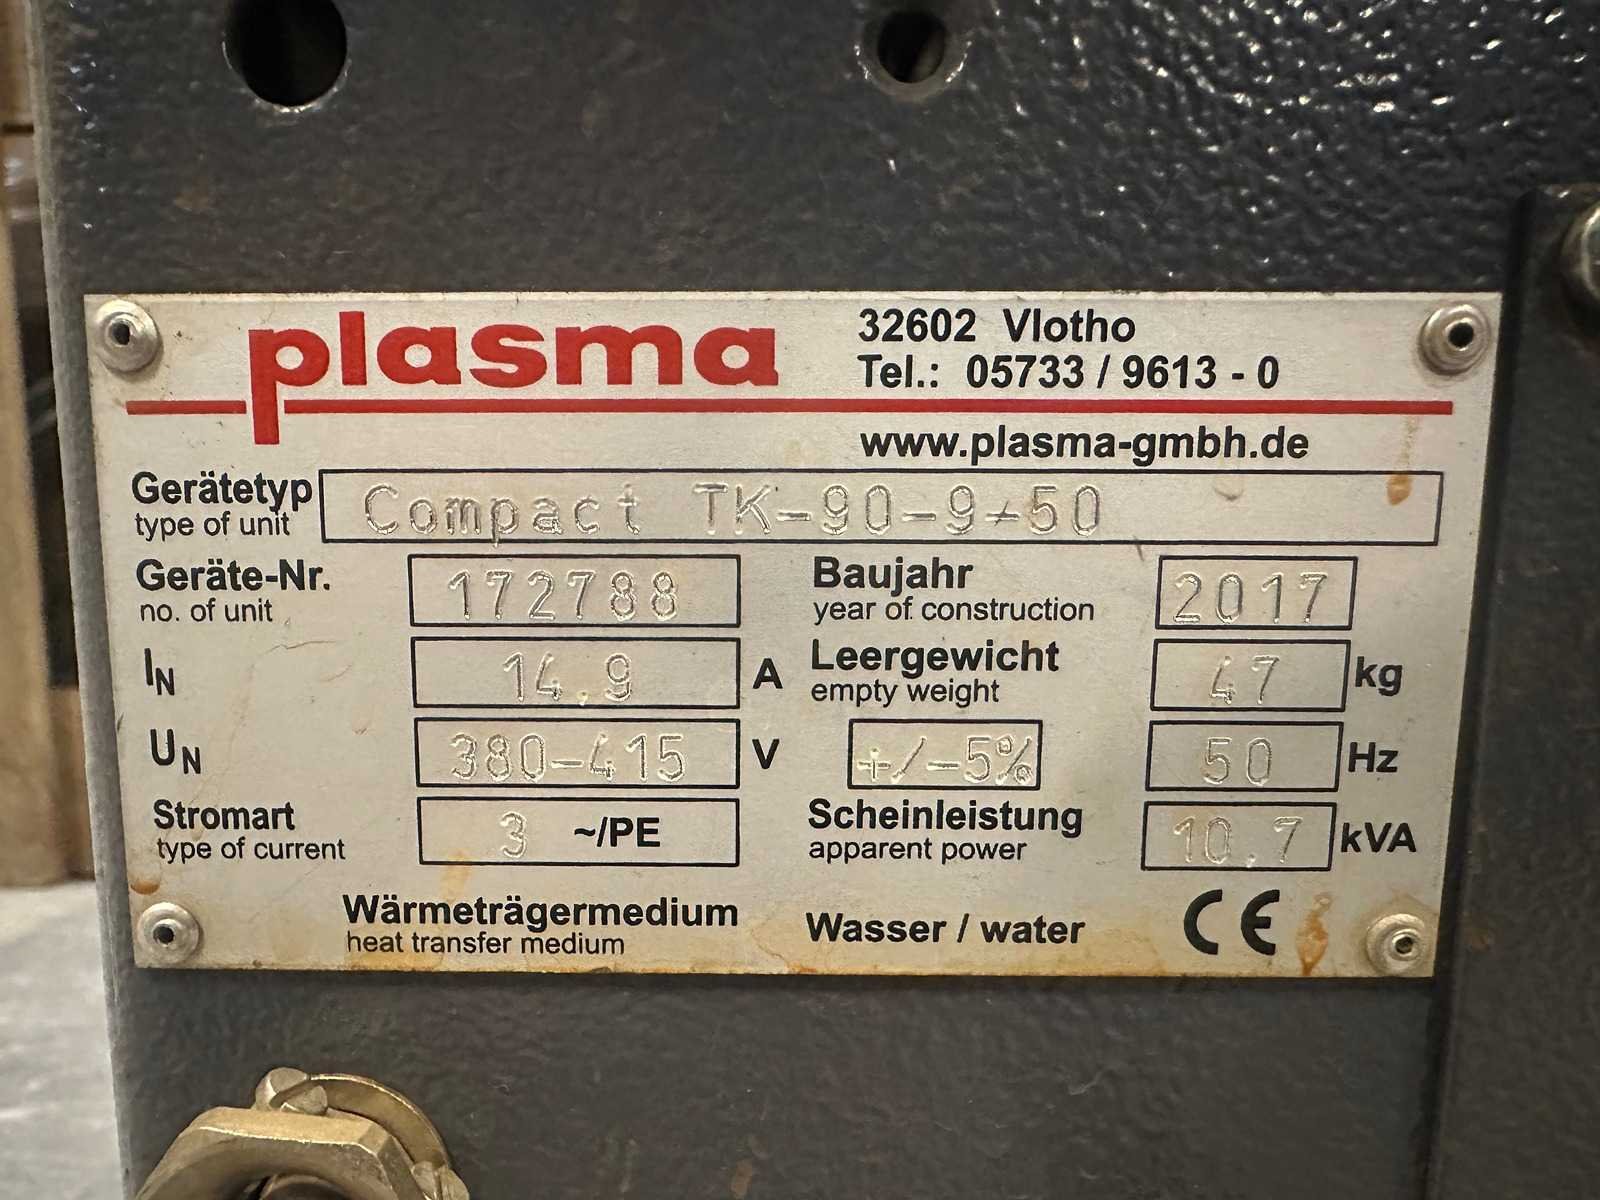 plasma
32602 Vlotho
Tel.: 05733 / 9613 - 0
www.plasma-gmbh.de
Gerätetyp Compact TK-90-9-50
type of unit
Geräte-Nr. 172788 Baujahr 2017
no. of unit year of construction
IN 14.9 A Leergewicht 47 kg
empty weight
UN 380-415 V +/-5% 50 Hz
Stromart 3 ~/PE Scheinleistung 10.7 kVA
type of current apparent power
Wärmeträgermedium Wasser / water CE
heat transfer medium